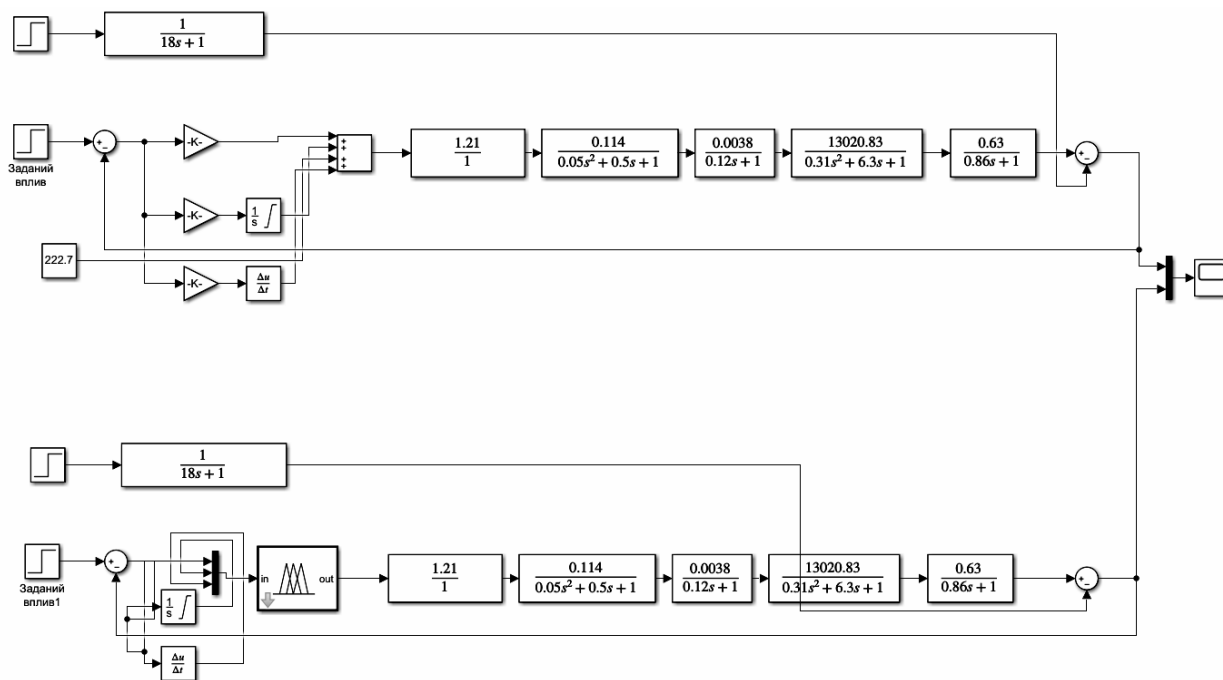 1
18s + 1
Заданий
вплив
+
-
-K-
+
+
+
+
1.21
1
0.114
0.05s² + 0.5s + 1
0.0038
0.12s + 1
13020.83
0.31s² + 6.3s + 1
0.63
0.86s + 1
+
-
-K-
1
s
222.7
-K-
Δu
Δt
1
18s + 1
Заданий
вплив1
+
-
in
out
1.21
1
0.114
0.05s² + 0.5s + 1
0.0038
0.12s + 1
13020.83
0.31s² + 6.3s + 1
0.63
0.86s + 1
+
-
1
s
Δu
Δt